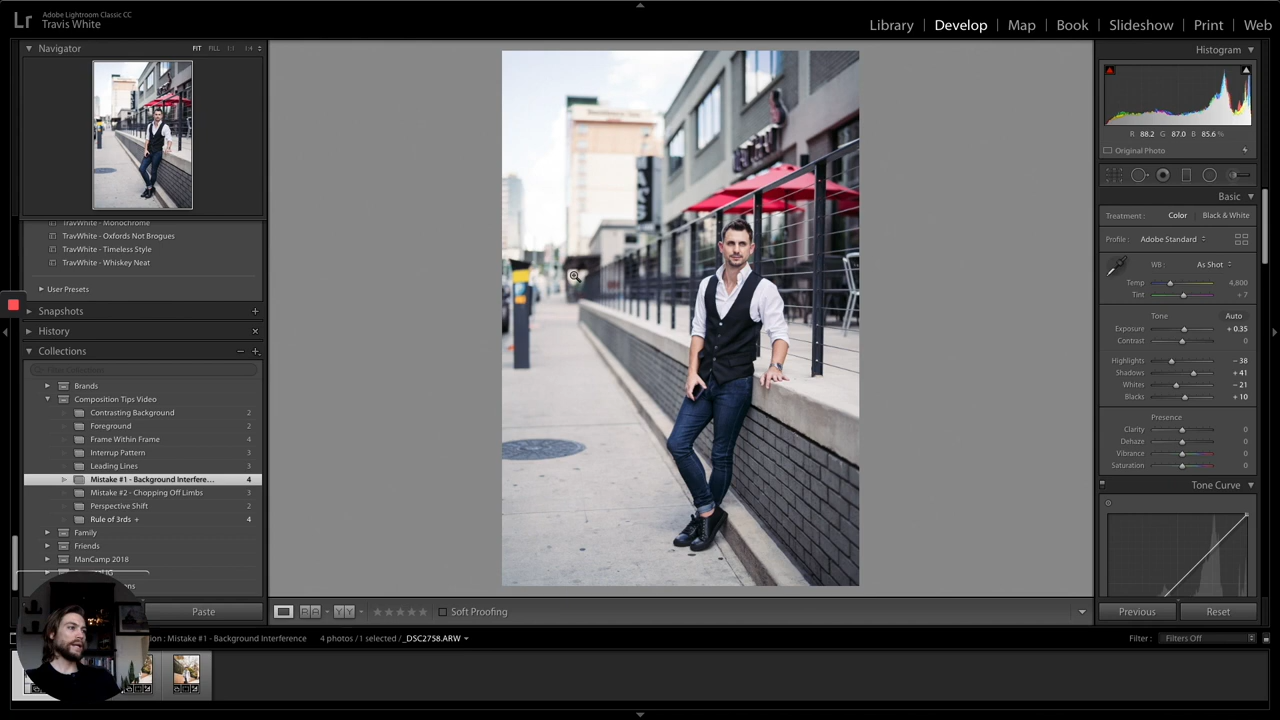 Lr
Adobe Lightroom Classic CC
Travis White
Library | Develop | Map | Book | Slideshow | Print | Web
Navigator
FIT FILL 1:1
TravWhite - Monochrome
TravWhite - Oxfords Not Brogues
TravWhite - Timeless Style
TravWhite - Whiskey Neat
User Presets
Snapshots
History
Collections
Brands
Composition Tips Video
Contrasting Background 2
Foreground 2
Frame Within Frame 4
Interrup Pattern 3
Leading Lines 3
Mistake #1 - Background Interfere... 4
Mistake #2 - Chopping Off Limbs 3
Perspective Shift 2
Rule of 3rds + 4
Family
Friends
ManCamp 2018
Paste
Soft Proofing
Histogram
R 88.2 G 87.0 B 85.6 %
Original Photo
Basic
Treatment : Color Black & White
Profile : Adobe Standard
WB : As Shot
Temp 4,800
Tint + 7
Tone Auto
Exposure + 0.35
Contrast 0
Highlights − 38
Shadows + 41
Whites − 21
Blacks + 10
Presence
Clarity 0
Dehaze 0
Vibrance 0
Saturation 0
Tone Curve
Previous Reset
ion : Mistake #1 - Background Interference 4 photos / 1 selected / _DSC2758.ARW
Filter : Filters Off